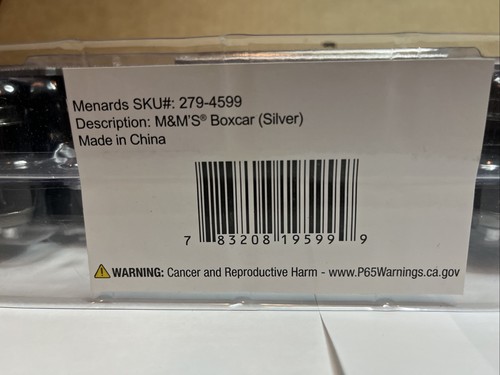 Menards SKU#: 279-4599
Description: M&M'S® Boxcar (Silver)
Made in China
7 83208 19599 9
WARNING: Cancer and Reproductive Harm - www.P65Warnings.ca.gov